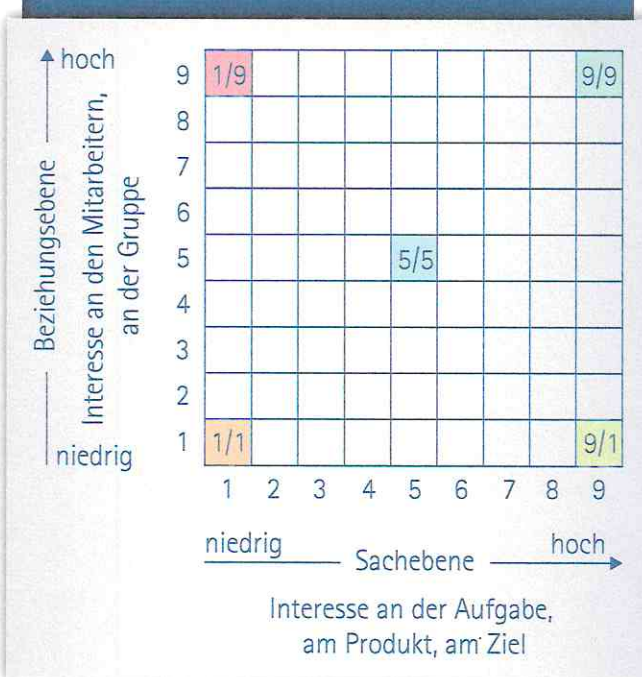 hoch
Beziehungsebene
Interesse an den Mitarbeitern,
an der Gruppe
niedrig
9 1/9 9/9
8
7
6
5 5/5
4
3
2
1 1/1 9/1
1 2 3 4 5 6 7 8 9
niedrig Sachebene hoch
Interesse an der Aufgabe,
am Produkt, am Ziel